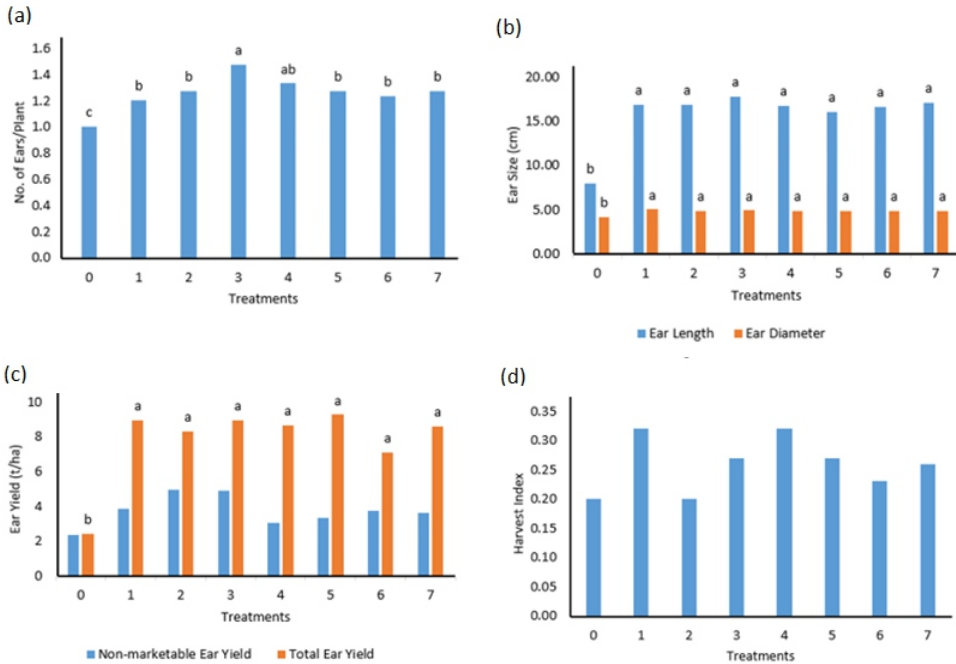 (a)
No. of Ears/Plant
1.6
1.4
1.2
1.0
0.8
0.6
0.4
0.2
0.0
c b b a ab b b b
0 1 2 3 4 5 6 7
Treatments
(b)
Ear Size (cm)
20.00
15.00
10.00
5.00
0.00
b a a a a a a a
b a a a a a a a
0 1 2 3 4 5 6 7
Treatments
Ear Length Ear Diameter
(c)
Ear Yield (t/ha)
10
8
6
4
2
0
b a a a a a a a
0 1 2 3 4 5 6 7
Treatments
Non-marketable Ear Yield Total Ear Yield
(d)
Harvest Index
0.35
0.30
0.25
0.20
0.15
0.10
0.05
0.00
0 1 2 3 4 5 6 7
Treatments